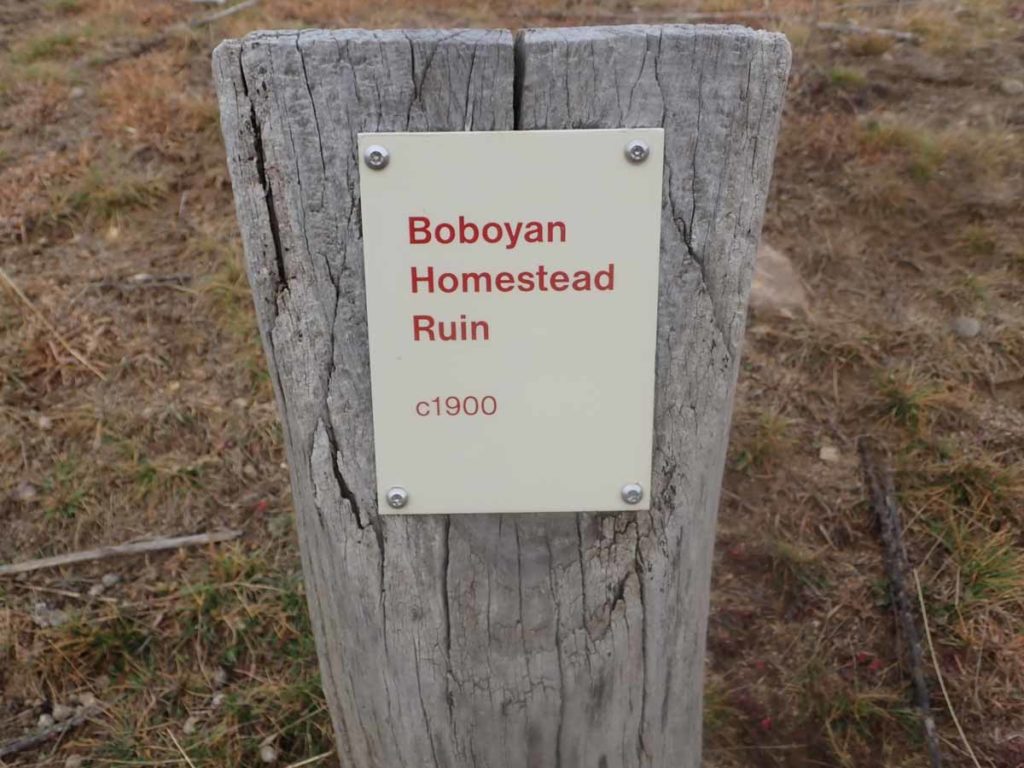 Boboyan
Homestead
Ruin
c1900